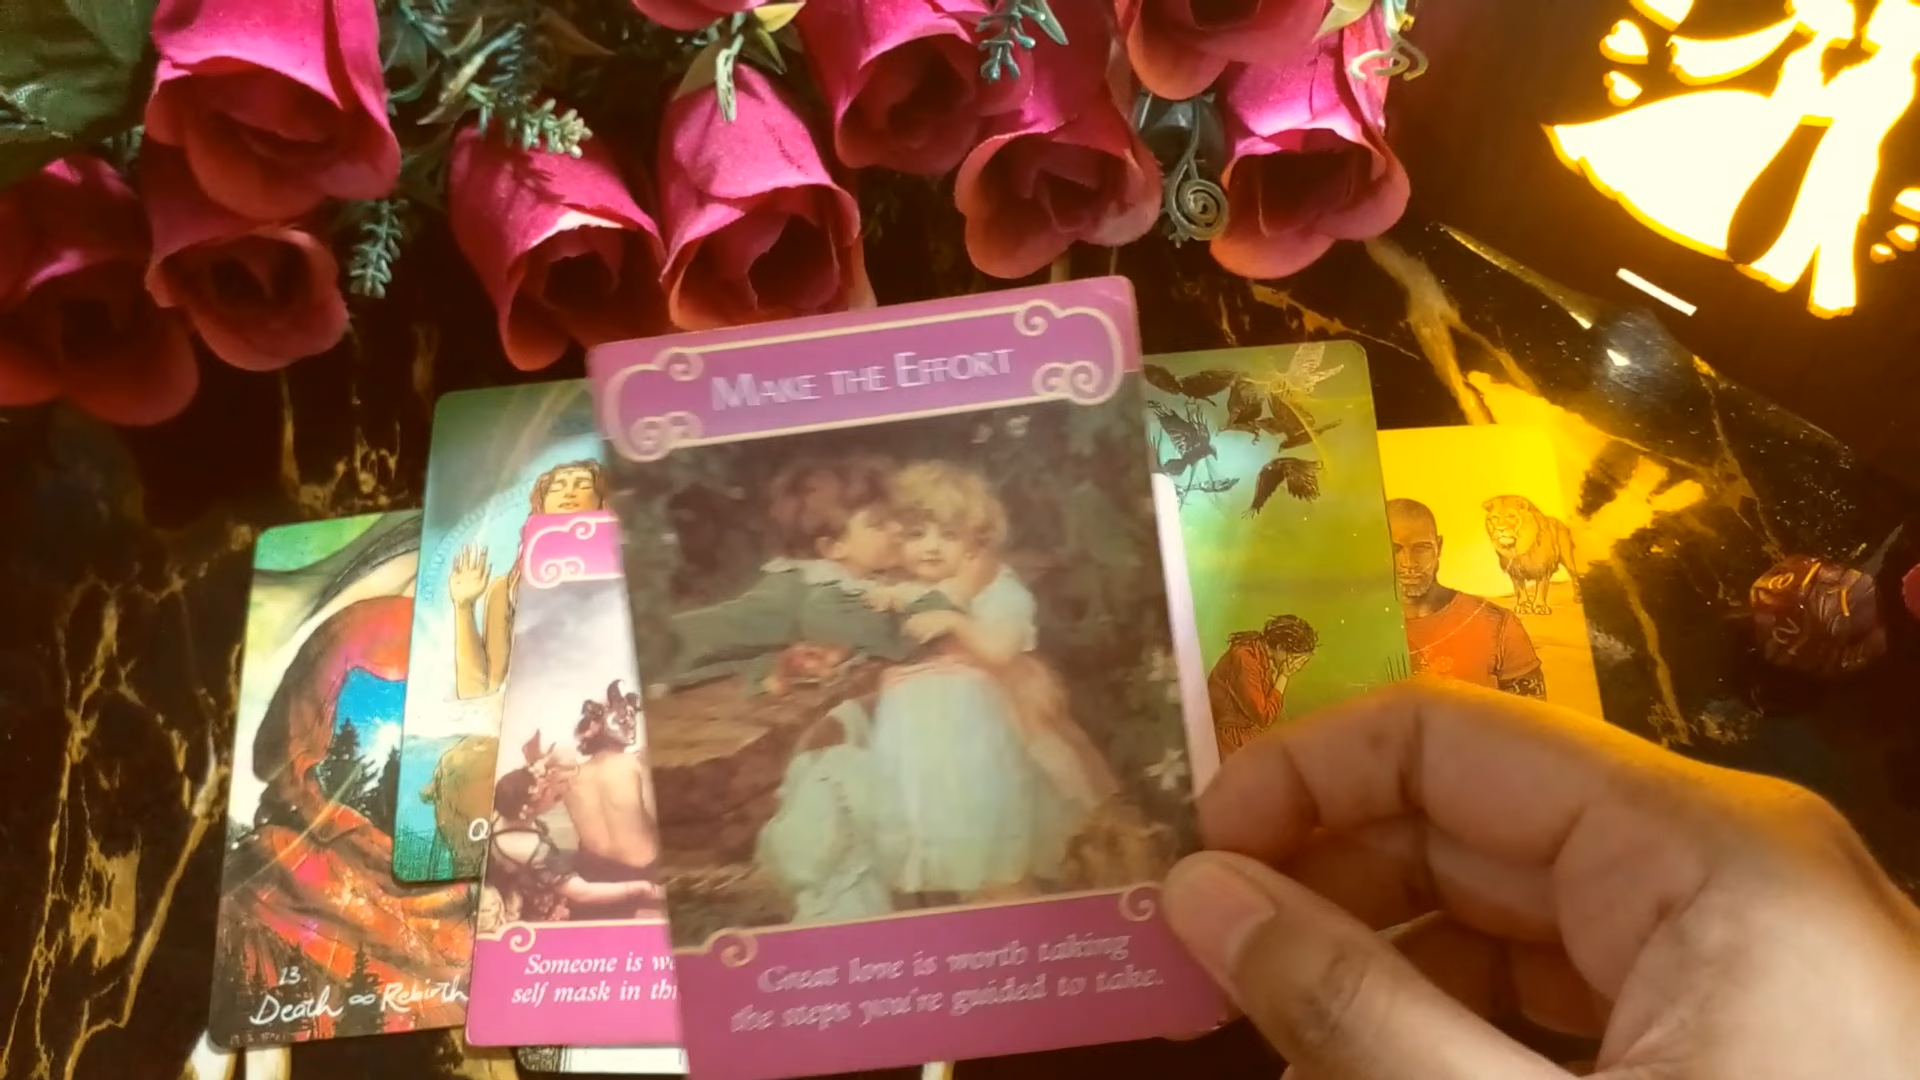 MAKE THE EFFORT
Great love is worth taking
the steps you're guided to take.
Someone is
self mask in
13.
Death ∞ Rebirth
Q